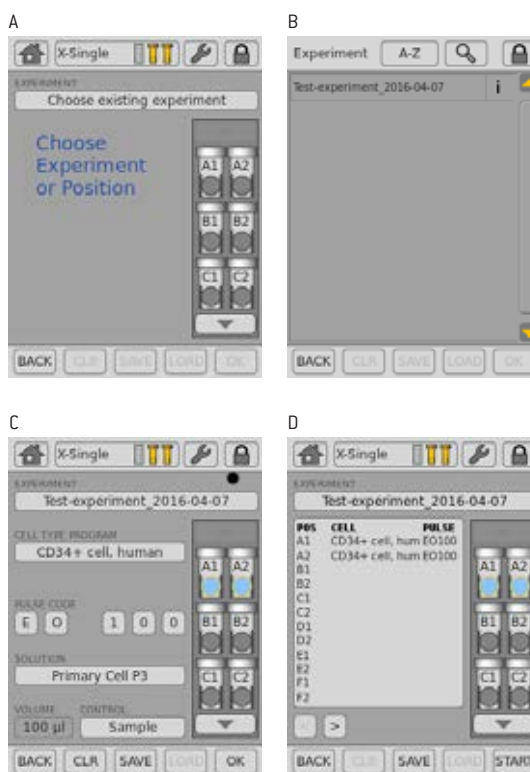 A
X-Single
EXPERIMENT
Choose existing experiment
Choose
Experiment
or Position
A1 A2
B1 B2
C1 C2
BACK CLR SAVE LOAD OK
B
Experiment A-Z
Test-experiment_2016-04-07 i
BACK CLR SAVE LOAD OK
C
X-Single
EXPERIMENT
Test-experiment_2016-04-07
CELL TYPE PROGRAM
CD34+ cell, human
A1 A2
PULSE CODE
E O 1 0 0
B1 B2
SOLUTION
Primary Cell P3
C1 C2
VOLUME CONTROL
100 µl Sample
BACK CLR SAVE LOAD OK
D
X-Single
EXPERIMENT
Test-experiment_2016-04-07
POS CELL PULSE
A1 CD34+ cell, hum EO100
A2 CD34+ cell, hum EO100
B1
B2
C1
C2
D1
D2
E1
E2
F1
F2
A1 A2
B1 B2
C1 C2
< >
BACK CLR SAVE LOAD START